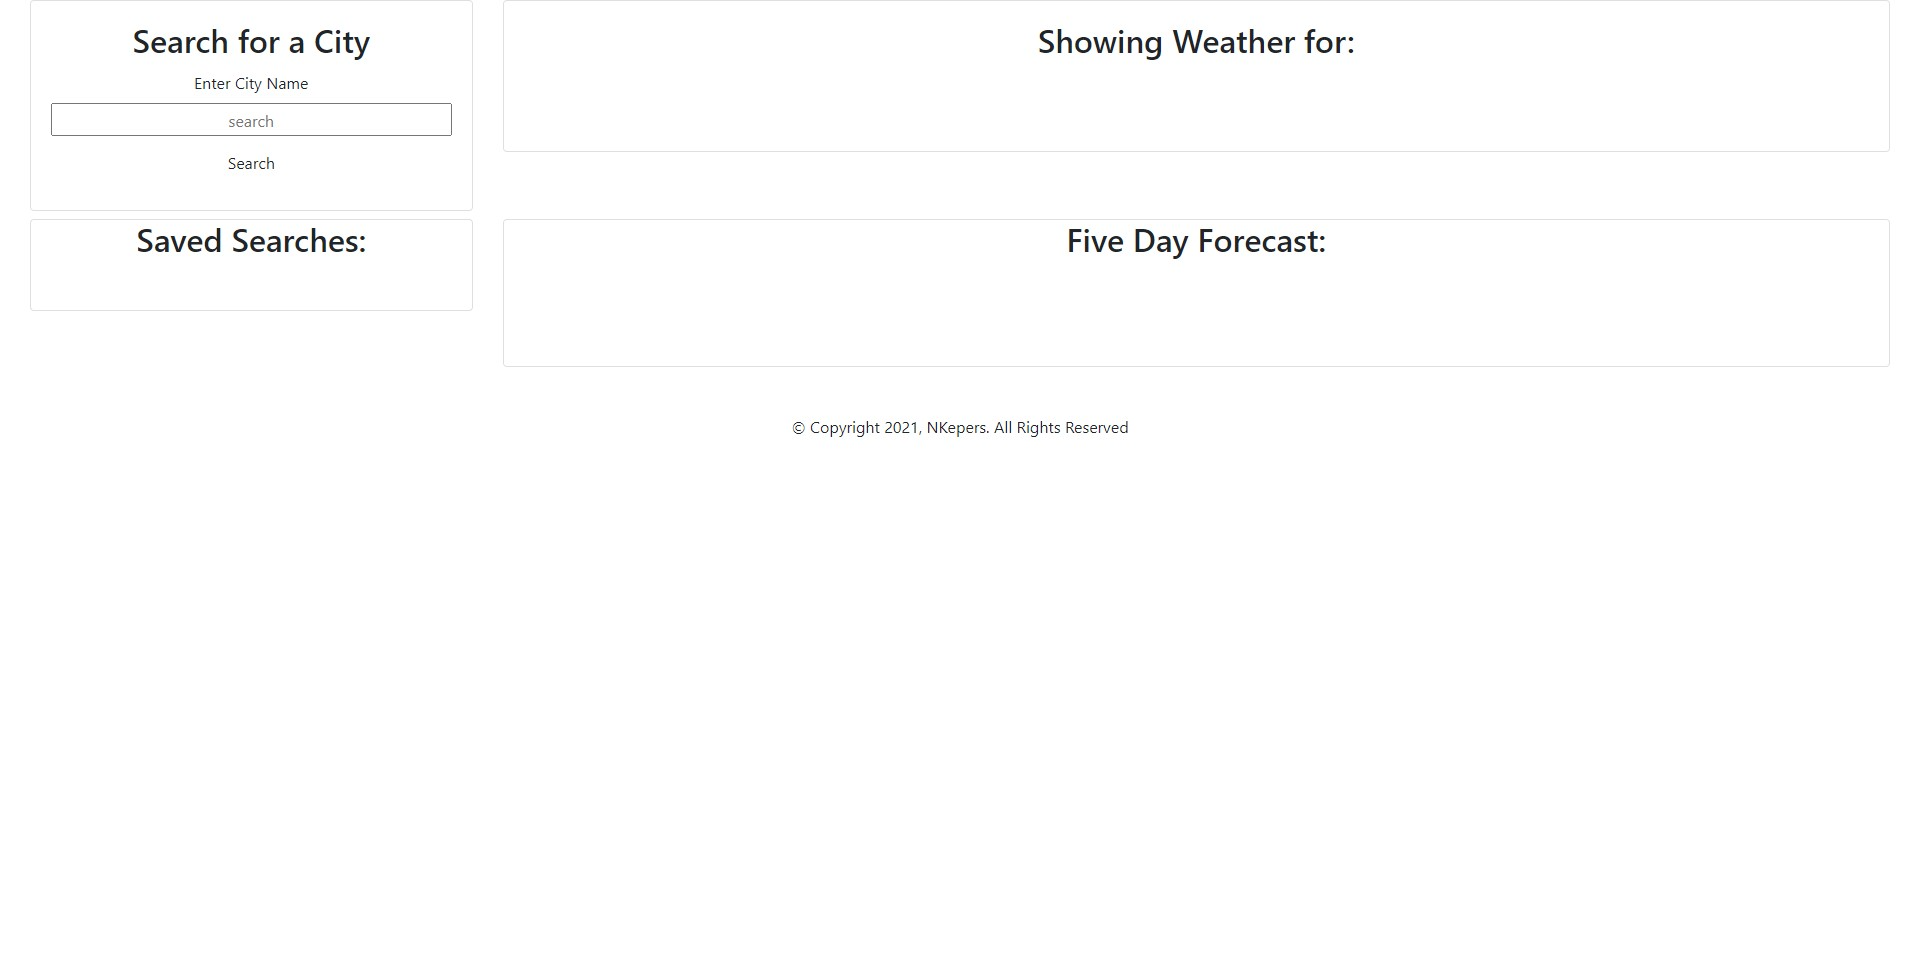 Search for a City
Enter City Name
search
Search
Saved Searches:
Showing Weather for:
Five Day Forecast:
© Copyright 2021, NKepers. All Rights Reserved